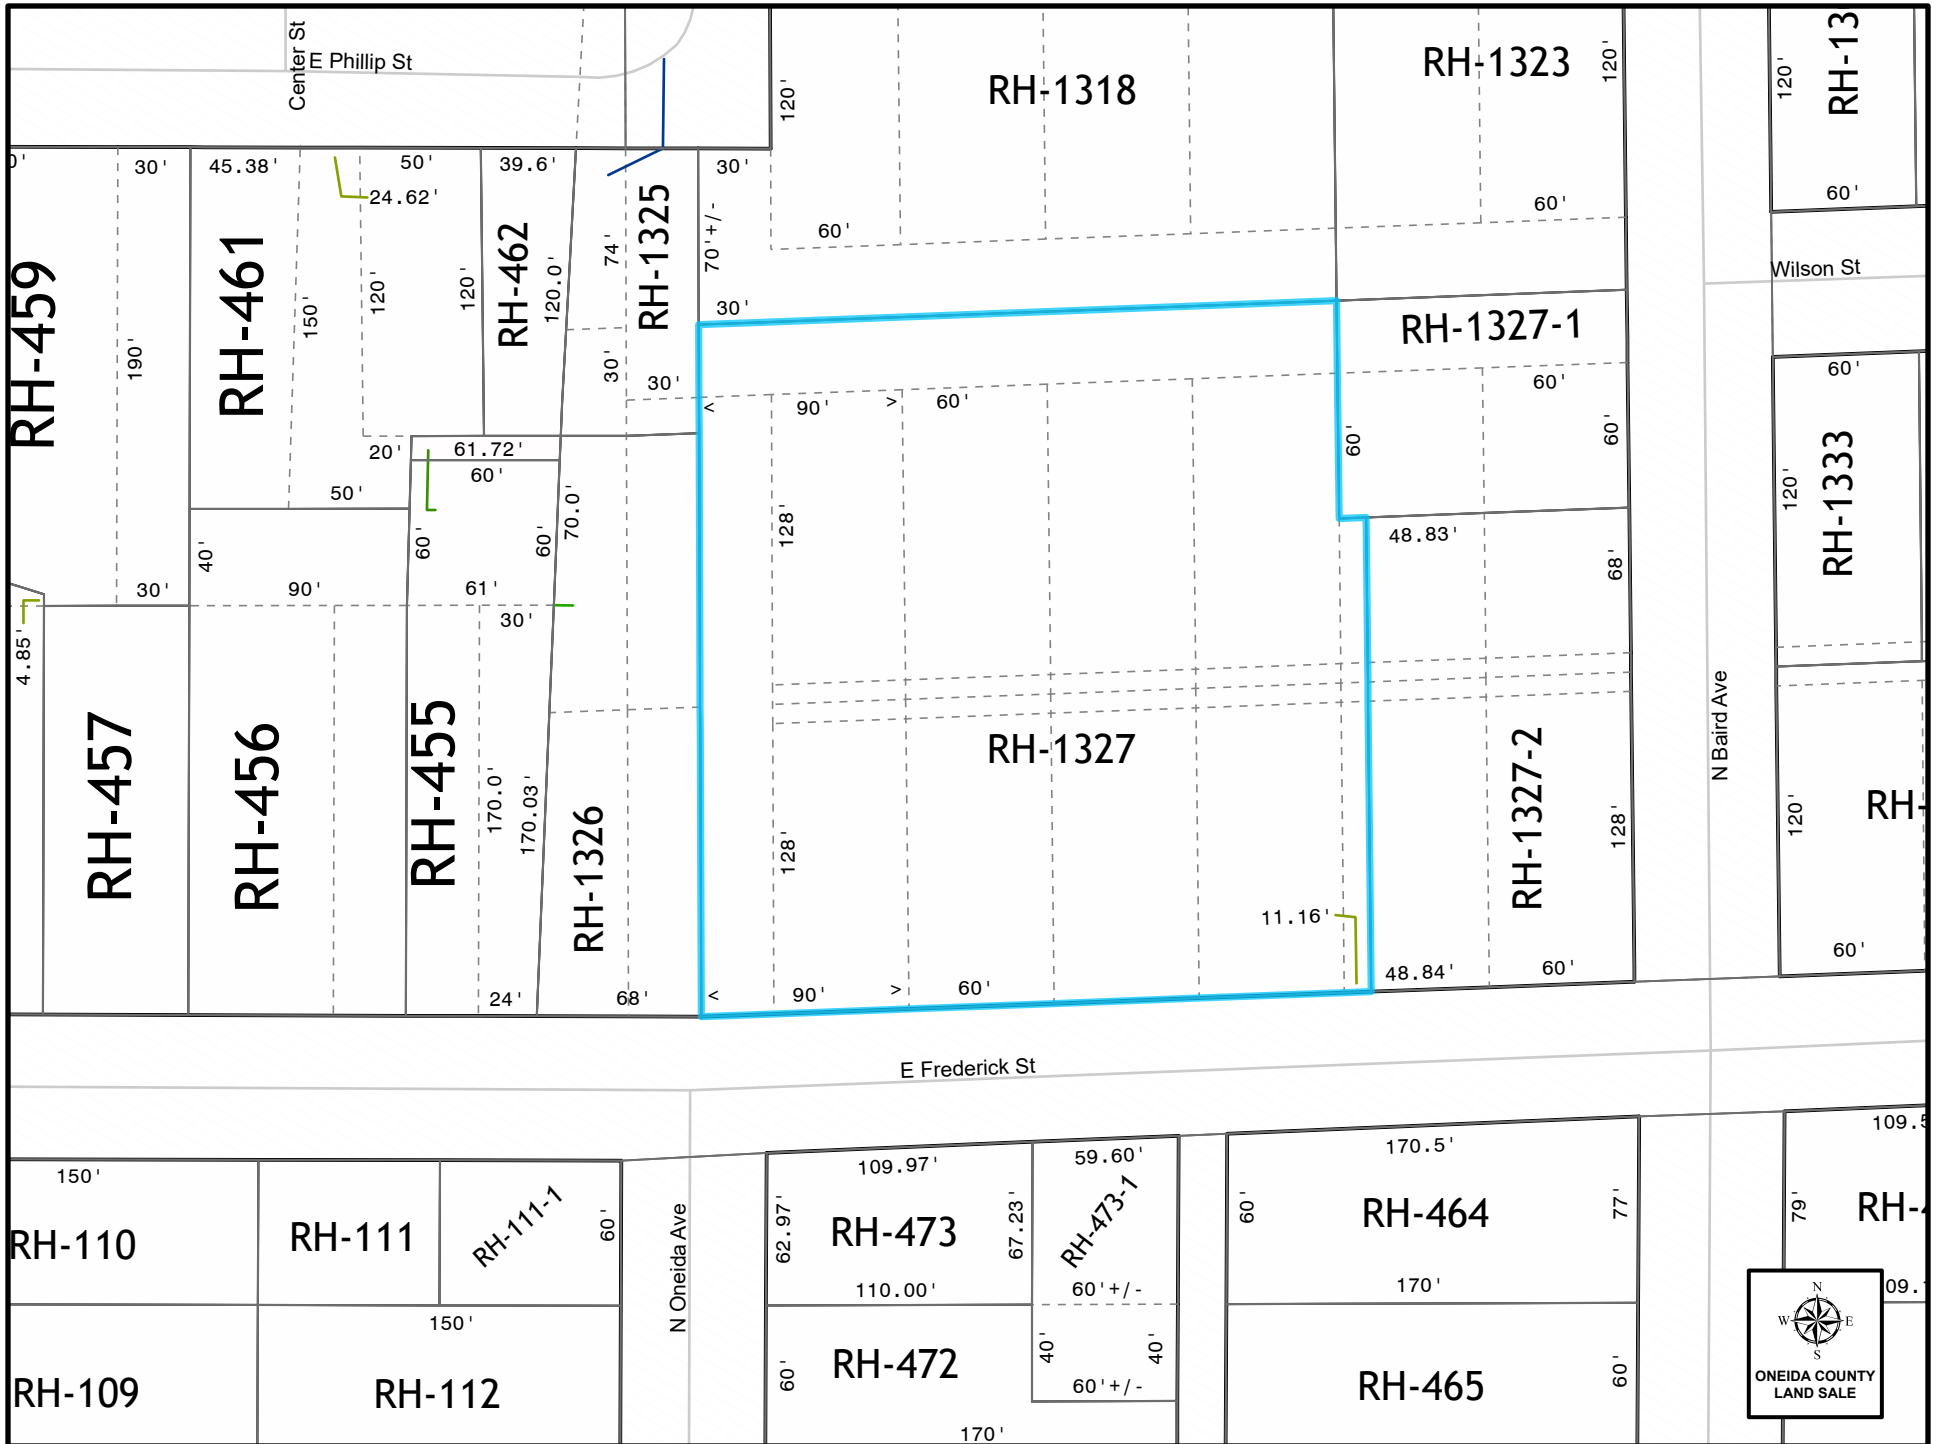 Center St
E Phillip St
RH-1318
RH-1323
RH-13
120'
120'
120'
0'
30'
45.38'
50'
39.6'
30'
24.62'
60'
60'
60'
70'+/-
74'
RH-1325
RH-462
RH-461
RH-459
190'
150'
120'
120'
120.0'
30'
30'
30'
Wilson St
RH-1327-1
60'
60'
60'
60'
< 90' > 60'
20'
61.72'
60'
50'
70.0'
128'
48.83'
68'
120'
RH-1333
40'
60'
60'
30'
90'
61'
30'
4.85'
RH-457
RH-456
RH-455
170.0'
170.03'
RH-1326
RH-1327
128'
RH-1327-2
128'
N Baird Ave
120'
RH-
11.16'
24'
68'
< 90' > 60'
48.84'
60'
60'
E Frederick St
150'
RH-110
RH-111
RH-111-1
60'
N Oneida Ave
109.97'
62.97'
RH-473
67.23'
59.60'
RH-473-1
170.5'
60'
RH-464
77'
79'
109.5
RH-4
110.00'
60'+/-
170'
09.
150'
RH-109
RH-112
60'
RH-472
40'
40'
60'+/-
170'
RH-465
60'
N
W E
S
ONEIDA COUNTY
LAND SALE